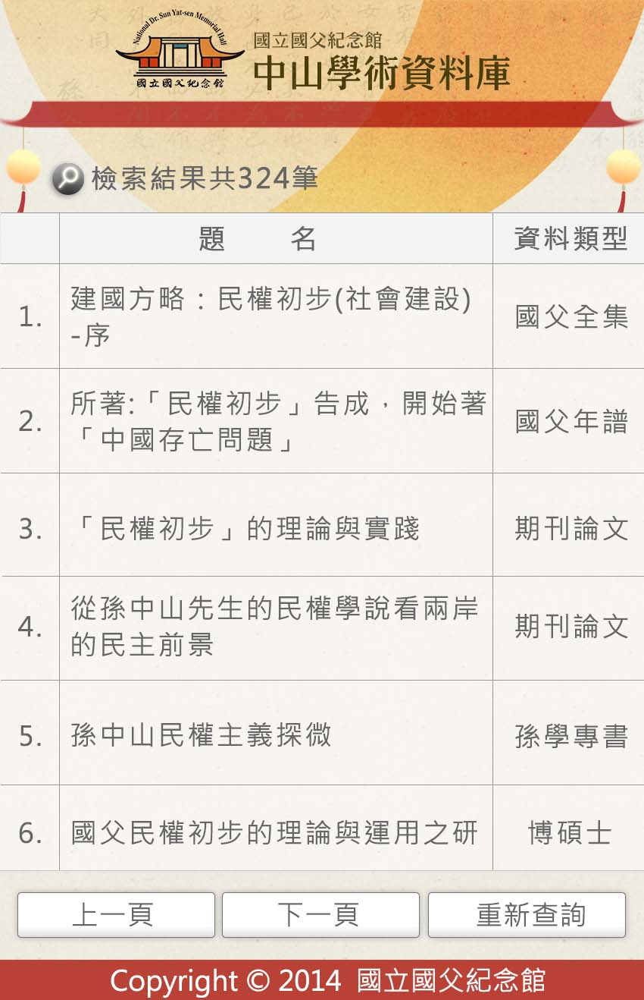 National Dr. Sun Yat-sen Memorial Hall
國立國父紀念館
國立國父紀念館
中山學術資料庫
檢索結果共324筆
題 名 資料類型
1. 建國方略：民權初步(社會建設)
-序 國父全集
2. 所著:「民權初步」告成，開始著
「中國存亡問題」 國父年譜
3. 「民權初步」的理論與實踐 期刊論文
4. 從孫中山先生的民權學說看兩岸
的民主前景 期刊論文
5. 孫中山民權主義探微 孫學專書
6. 國父民權初步的理論與運用之研 博碩士
上一頁 下一頁 重新查詢
Copyright © 2014 國立國父紀念館